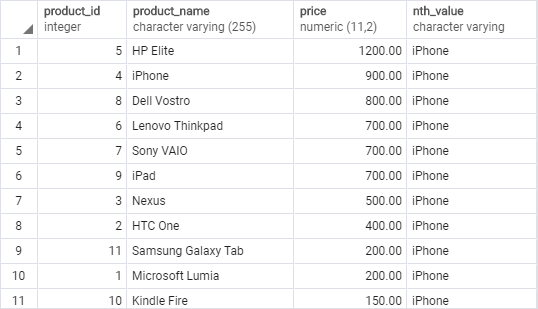 product_id product_name price nth_value
integer character varying (255) numeric (11,2) character varying
1 5 HP Elite 1200.00 iPhone
2 4 iPhone 900.00 iPhone
3 8 Dell Vostro 800.00 iPhone
4 6 Lenovo Thinkpad 700.00 iPhone
5 7 Sony VAIO 700.00 iPhone
6 9 iPad 700.00 iPhone
7 3 Nexus 500.00 iPhone
8 2 HTC One 400.00 iPhone
9 11 Samsung Galaxy Tab 200.00 iPhone
10 1 Microsoft Lumia 200.00 iPhone
11 10 Kindle Fire 150.00 iPhone